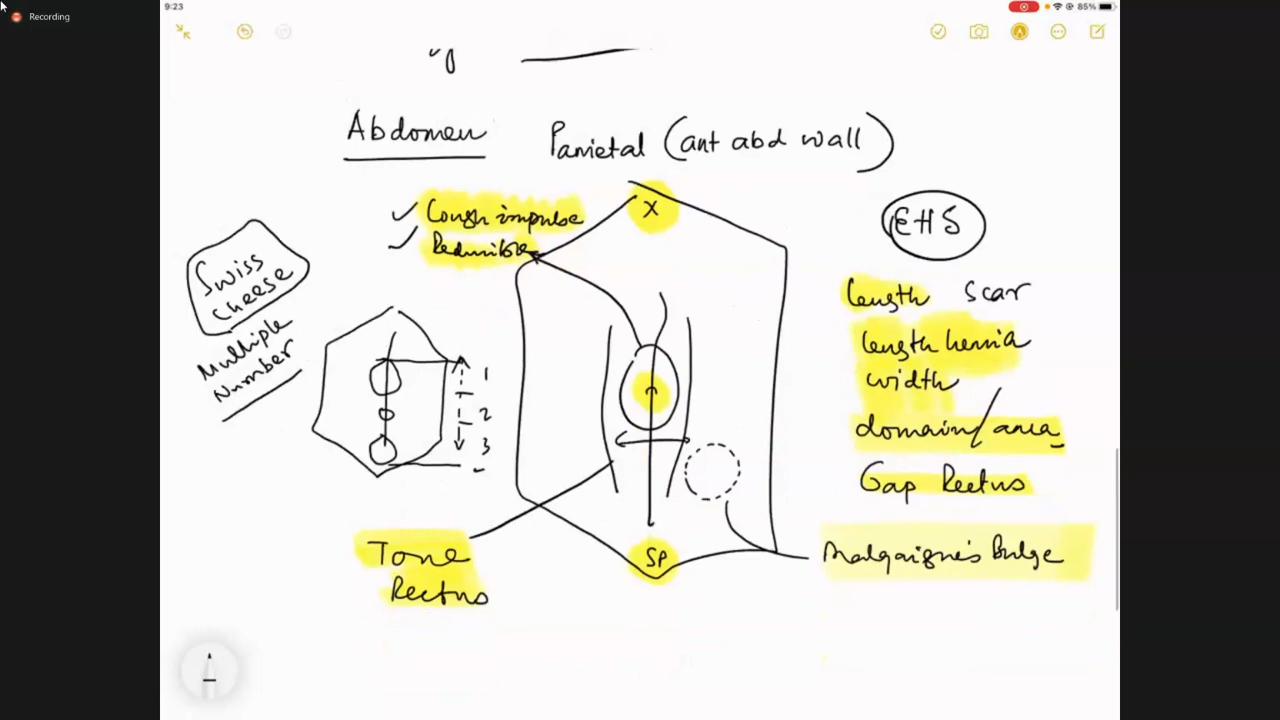 9:23
85%
Recording
Abdomen
Parietal (ant abd wall)
Cough impulse
Reducible
X
EHS
Swiss
cheese
Multiple
Number
length scar
length hernia
width
domain/area
Gap Rectus
1
2
3
SP
Tone
Rectus
Malgaigne's Bulge